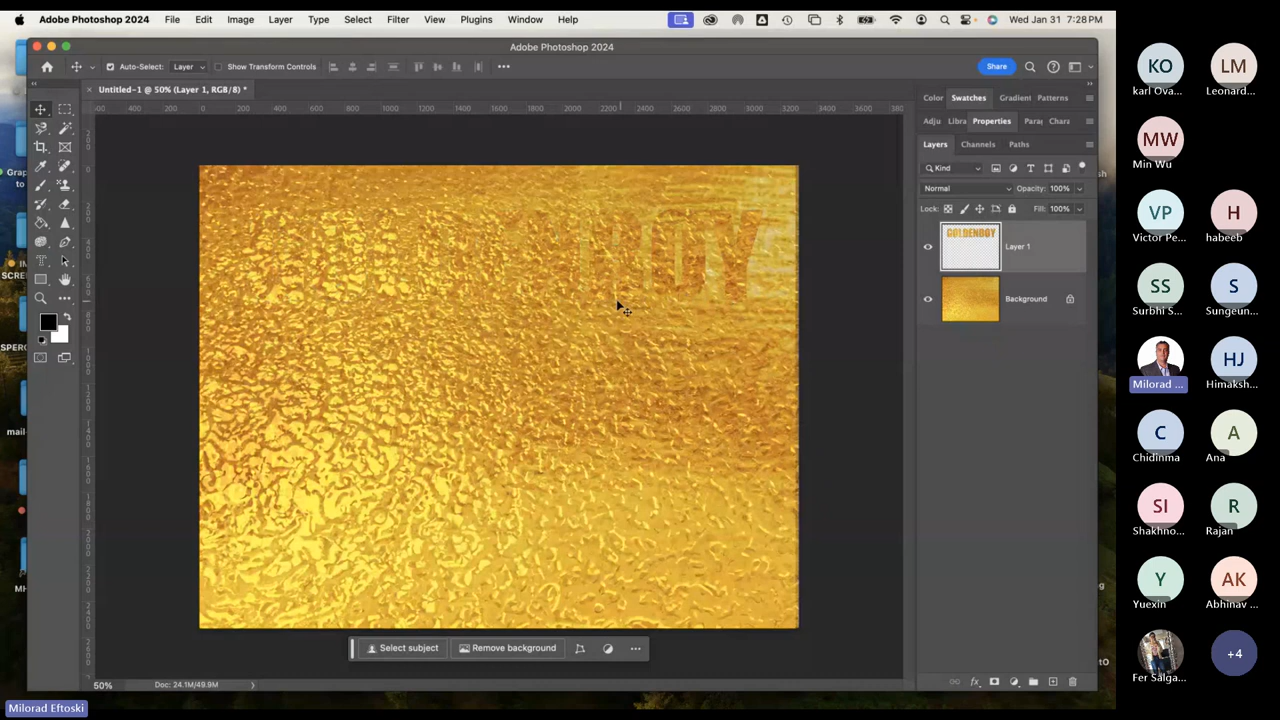 Adobe Photoshop 2024 File Edit Image Layer Type Select Filter View Plugins Window Help Wed Jan 31 7:28 PM
Adobe Photoshop 2024
Auto-Select: Layer Show Transform Controls Share
Untitled-1 @ 50% (Layer 1, RGB/8) *
Color Swatches Gradient Patterns
Adju Libra Properties Para Chara
Layers Channels Paths
Kind
Normal Opacity: 100%
Lock: Fill: 100%
GOLDENBOY
Layer 1
Background
Select subject Remove background
50% Doc: 24.1M/49.9M
Milorad Eftoski
KO LM
karl Ova... Leonard...
MW
Min Wu
VP H
Victor Pe... habeeb
SS S
Surbhi S... Sungeun...
HJ
Milorad ... Himaksh...
C A
Chidinma Ana
SI R
Shakhno... Rajan
Y AK
Yuexin Abhinav ...
+4
Fer Salga...